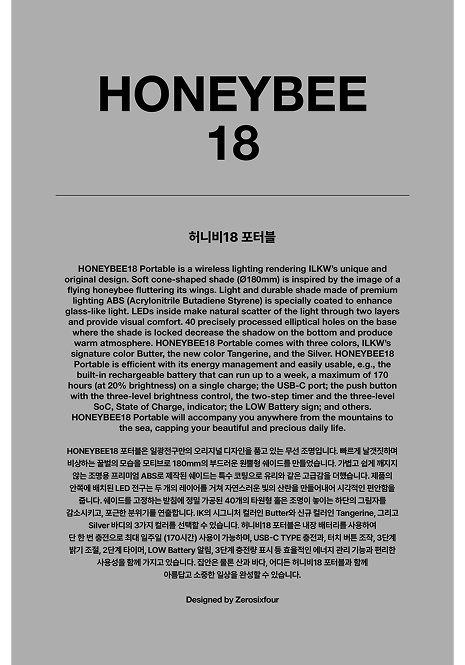 HONEYBEE
18
허니비18 포터블
HONEYBEE18 Portable is a wireless lighting rendering ILKW's unique and
original design. Soft cone-shaped shade (Ø180mm) is inspired by the image of a
flying honeybee fluttering its wings. Light and durable shade made of premium
lighting ABS (Acrylonitrile Butadiene Styrene) is specially coated to enhance
glass-like light. LEDs inside make natural scatter of the light through two layers
and provide visual comfort. 40 precisely processed elliptical holes on the base
where the shade is locked decrease the shadow on the bottom and produce
warm atmosphere. HONEYBEE18 Portable comes with three colors, ILKW's
signature color Butter, the new color Tangerine, and the Silver. HONEYBEE18
Portable is efficient with its energy management and easily usable, e.g., the
built-in rechargeable battery that can run up to a week, a maximum of 170
hours (at 20% brightness) on a single charge; the USB-C port; the push button
with the three-level brightness control, the two-step timer and the three-level
SoC, State of Charge, indicator; the LOW Battery sign; and others.
HONEYBEE18 Portable will accompany you anywhere from the mountains to
the sea, capping your beautiful and precious daily life.
HONEYBEE18 포터블은 일광전구만의 오리지널 디자인을 품고 있는 무선 조명입니다. 빠르게 날갯짓하며
비상하는 꿀벌의 모습을 모티브로 180mm의 부드러운 원뿔형 쉐이드를 만들었습니다. 가볍고 쉽게 깨지지
않는 조명용 프리미엄 ABS로 제작된 쉐이드는 특수 코팅으로 유리와 같은 고급감을 더했습니다. 제품의
안쪽에 배치된 LED 전구는 두 개의 레이어를 거쳐 자연스러운 빛의 산란을 만들어내어 시각적인 편안함을
줍니다. 쉐이드를 고정하는 받침에 정밀 가공된 40개의 타원형 홀은 조명이 놓이는 하단의 그림자를
감소시키고, 포근한 분위기를 연출합니다. IK의 시그니처 컬러인 Butter와 신규 컬러인 Tangerine, 그리고
Silver 바디의 3가지 컬러를 선택할 수 있습니다. 허니비18 포터블은 내장 배터리를 사용하여
단 한 번 충전으로 최대 일주일 (170시간) 사용이 가능하며, USB-C TYPE 충전과, 터치 버튼 조작, 3단계
밝기 조절, 2단계 타이머, LOW Battery 알림, 3단계 충전량 표시 등 효율적인 에너지 관리 기능과 편리한
사용성을 함께 가지고 있습니다. 집안은 물론 산과 바다, 어디든 허니비18 포터블과 함께
아름답고 소중한 일상을 완성할 수 있습니다.
Designed by Zerosixfour